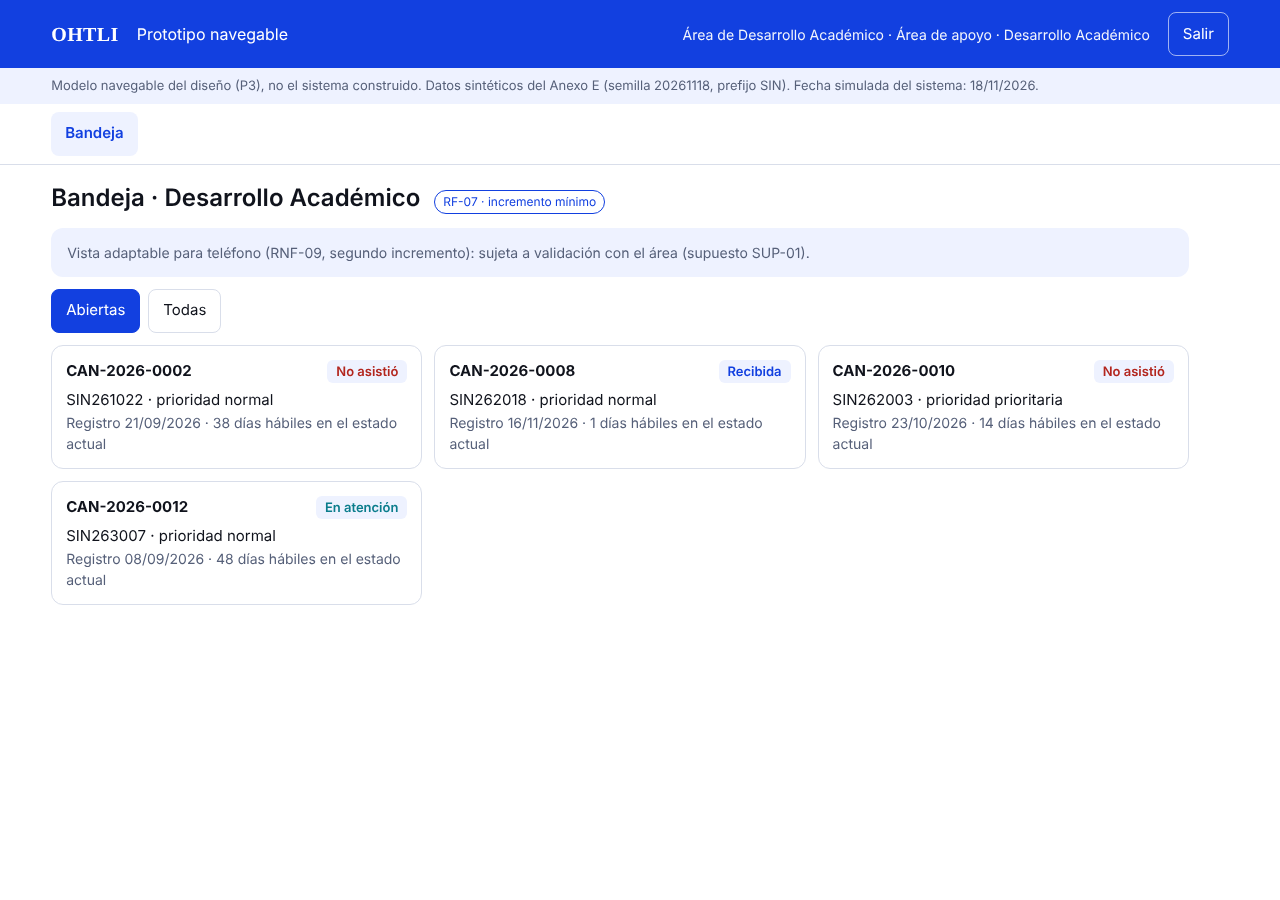 OHTLI Prototipo navegable Área de Desarrollo Académico · Área de apoyo · Desarrollo Académico Salir
Modelo navegable del diseño (P3), no el sistema construido. Datos sintéticos del Anexo E (semilla 20261118, prefijo SIN). Fecha simulada del sistema: 18/11/2026.
Bandeja
Bandeja · Desarrollo Académico RF-07 · incremento mínimo
Vista adaptable para teléfono (RNF-09, segundo incremento): sujeta a validación con el área (supuesto SUP-01).
Abiertas Todas
CAN-2026-0002 No asistió
SIN261022 · prioridad normal
Registro 21/09/2026 · 38 días hábiles en el estado
actual
CAN-2026-0008 Recibida
SIN262018 · prioridad normal
Registro 16/11/2026 · 1 días hábiles en el estado
actual
CAN-2026-0010 No asistió
SIN262003 · prioridad prioritaria
Registro 23/10/2026 · 14 días hábiles en el estado
actual
CAN-2026-0012 En atención
SIN263007 · prioridad normal
Registro 08/09/2026 · 48 días hábiles en el estado
actual